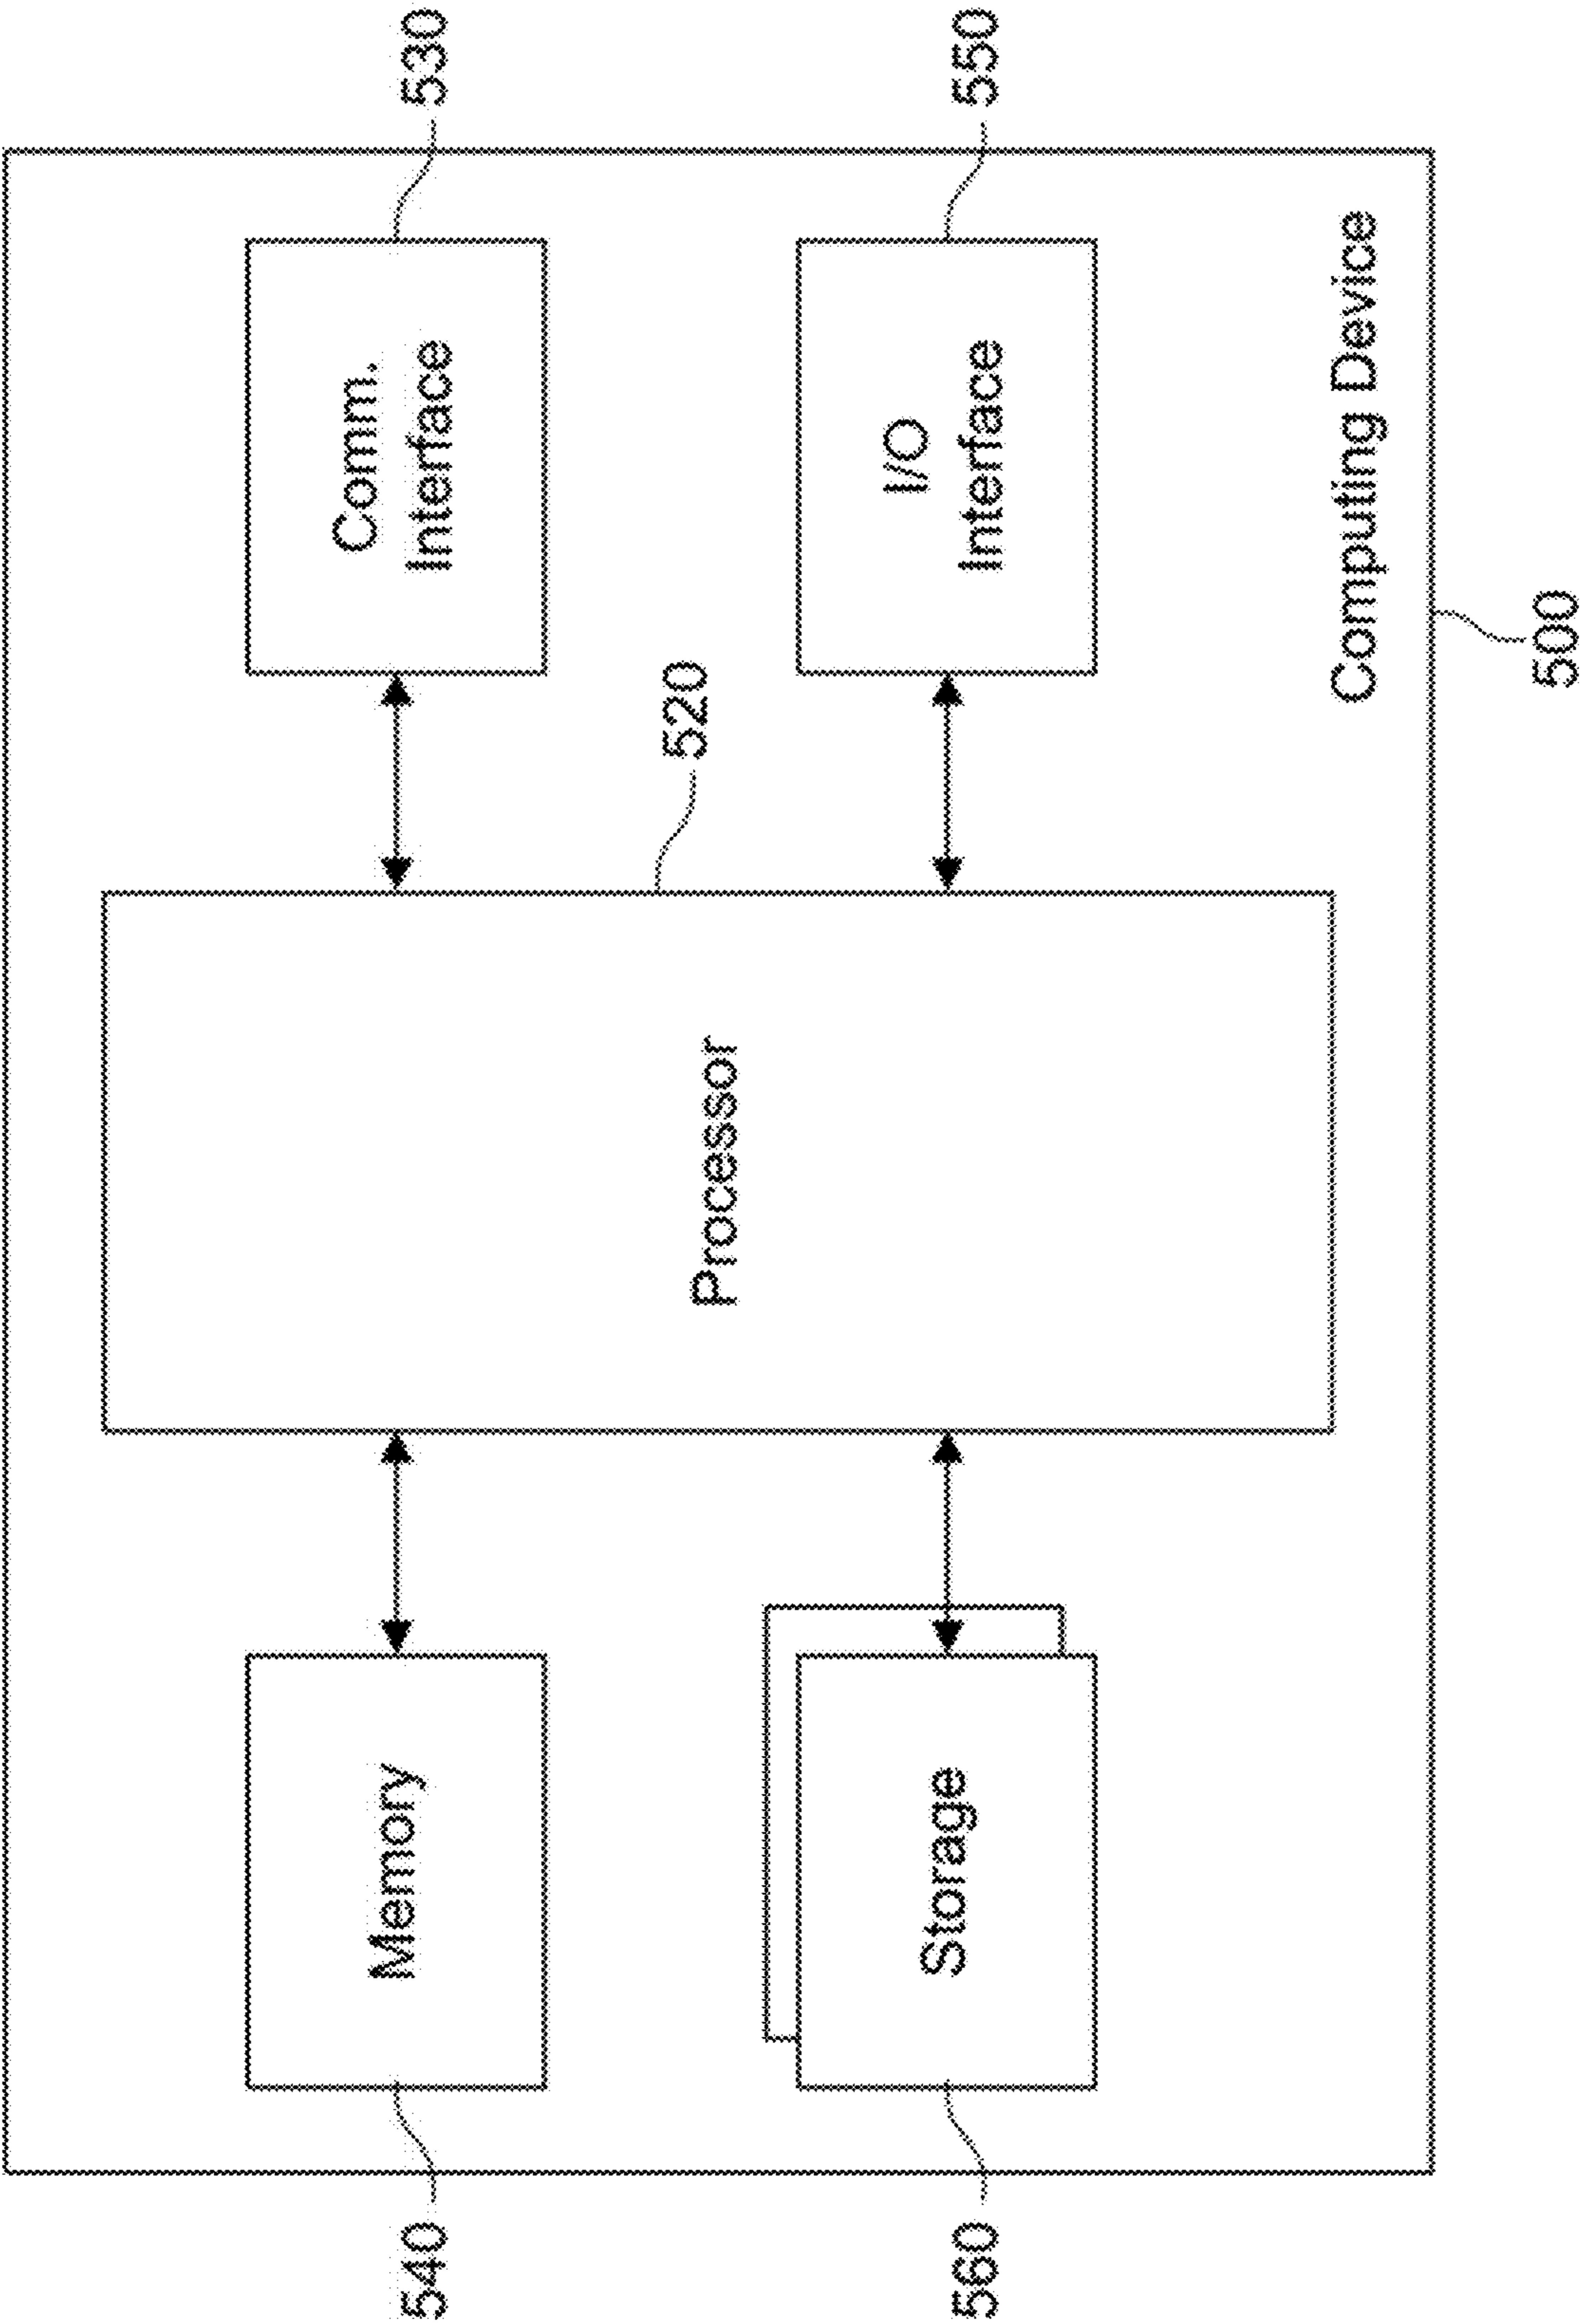 540
Memory
Comm.
Interface
530
520
Processor
560
Storage
I/O
Interface
550
Computing Device
500